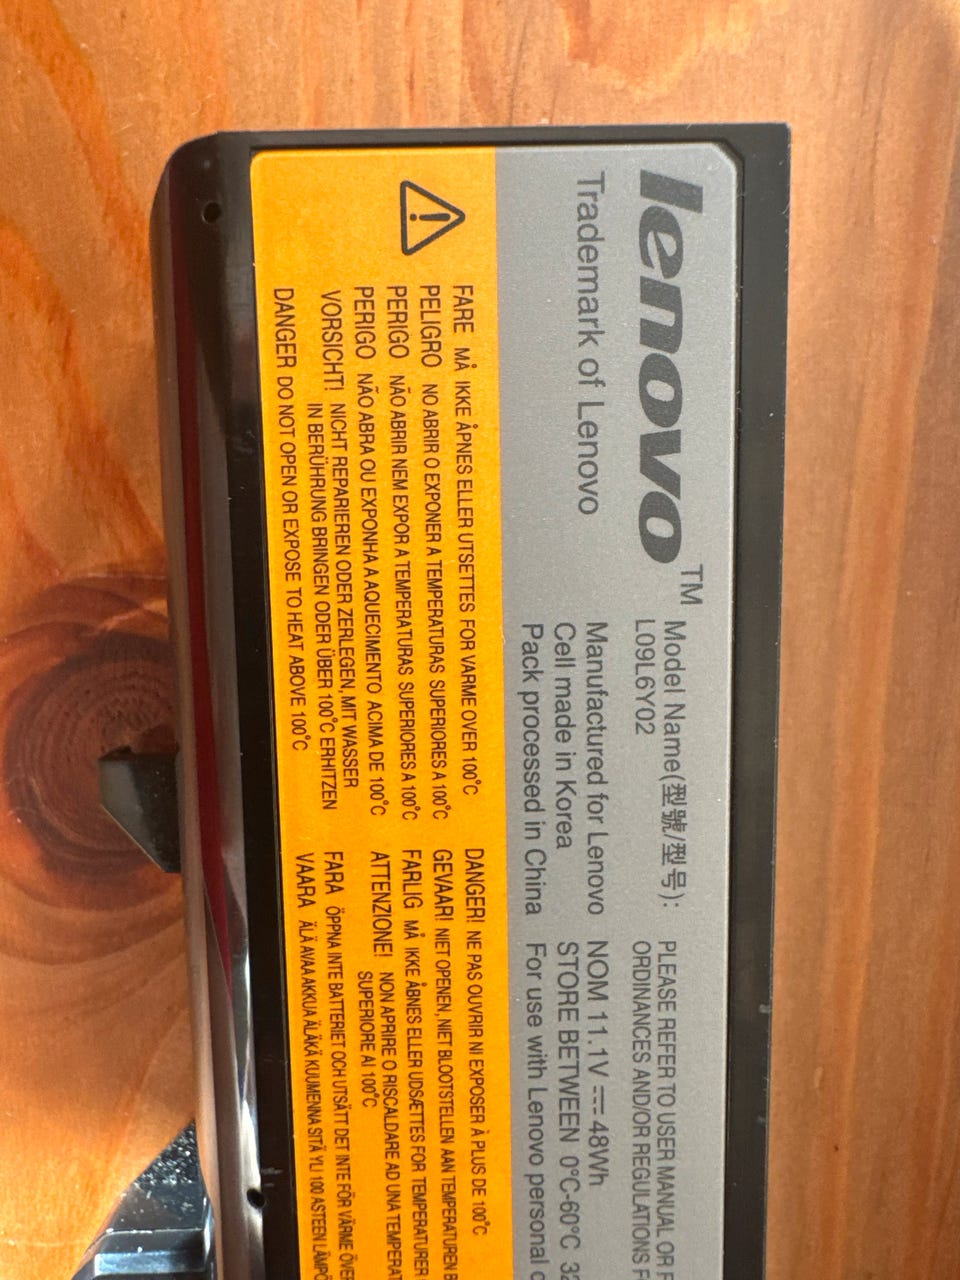 lenovo™
Trademark of Lenovo
Model Name(型號/型号):
L09L6Y02
Manufactured for Lenovo
Cell made in Korea
Pack processed in China
PLEASE REFER TO USER MANUAL OR
ORDINANCES AND/OR REGULATIONS
NOM 11.1V ⎓ 48Wh
STORE BETWEEN 0°C-60°C
For use with Lenovo personal
FARE MÅ IKKE ÅPNES ELLER UTSETTES FOR VARME OVER 100°C
PELIGRO NO ABRIR O EXPONER A TEMPERATURAS SUPERIORES A 100°C
PERIGO NÃO ABRIR NEM EXPOR A TEMPERATURAS SUPERIORES A 100°C
PERIGO NÃO ABRA OU EXPONHA A AQUECIMENTO ACIMA DE 100°C
VORSICHT! NICHT REPARIEREN ODER ZERLEGEN, MIT WASSER
IN BERÜHRUNG BRINGEN ODER ÜBER 100°C ERHITZEN
DANGER DO NOT OPEN OR EXPOSE TO HEAT ABOVE 100°C
DANGER! NE PAS OUVRIR NI EXPOSER À PLUS DE 100°C
GEVAAR! NIET OPENEN, NIET BLOOTSTELLEN AAN TEMPERATUREN
FARLIG MÅ IKKE ÅBNES ELLER UDSÆTTES FOR TEMPERATURER
ATTENZIONE! NON APRIRE O RISCALDARE AD UNA TEMPERAT
SUPERIORE AI 100°C
FARA ÖPPNA INTE BATTERIET OCH UTSÄTT DET INTE FÖR VÄRME ÖVER
VAARA ÄLÄ AVAA AKKUA ÄLÄKÄ KUUMENNA SITÄ YLI 100 ASTEEN